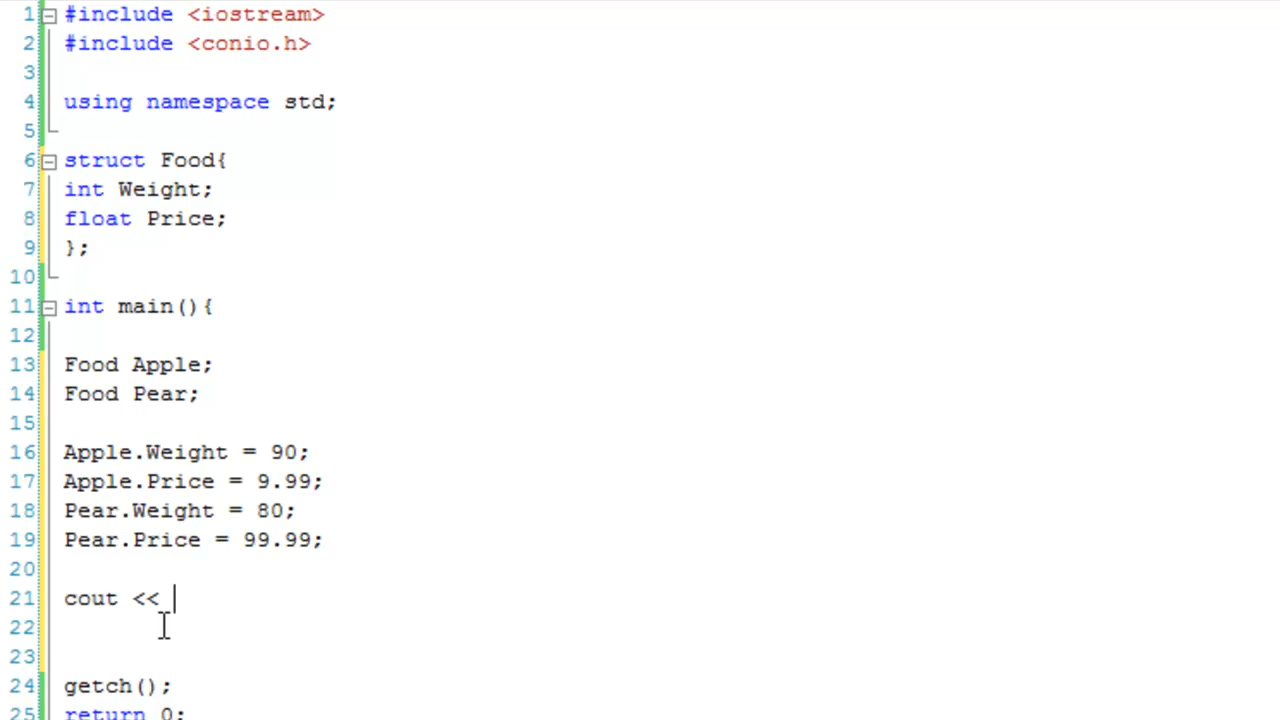 1 #include <iostream>
2 #include <conio.h>
3
4 using namespace std;
5
6 struct Food{
7 int Weight;
8 float Price;
9 };
10
11 int main(){
12
13 Food Apple;
14 Food Pear;
15
16 Apple.Weight = 90;
17 Apple.Price = 9.99;
18 Pear.Weight = 80;
19 Pear.Price = 99.99;
20
21 cout <<
22
23
24 getch();
25 return 0;